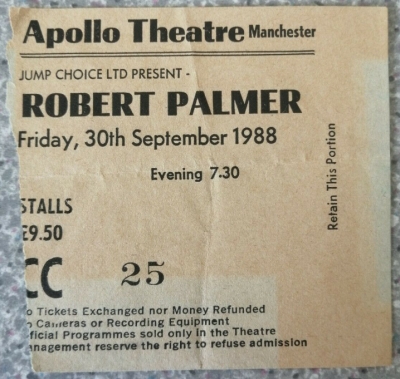 Apollo Theatre Manchester
JUMP CHOICE LTD PRESENT -
ROBERT PALMER
Friday, 30th September 1988
Evening 7.30
Retain This Portion
STALLS
£9.50
CC 25
o Tickets Exchanged nor Money Refunded
o Cameras or Recording Equipment
ficial Programmes sold only in the Theatre
anagement reserve the right to refuse admission